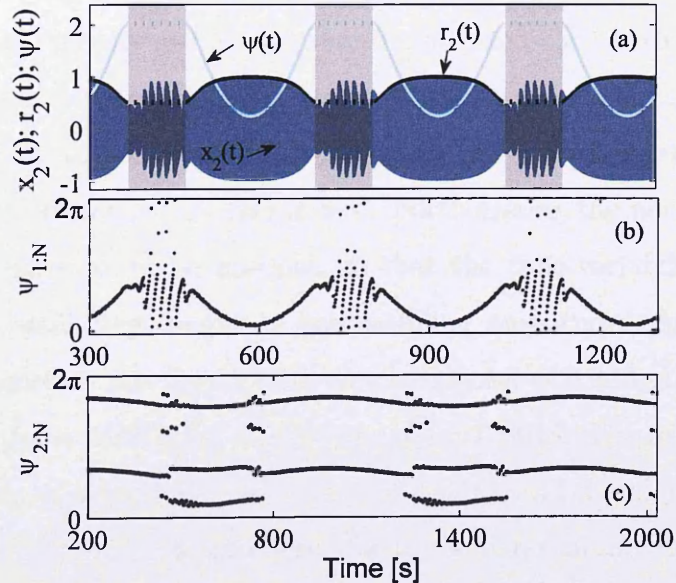 2
1
0
-1
x₂(t); r₂(t); ψ(t)
ψ(t)
r₂(t)
(a)
x₂(t)
2π
0
Ψ1:N
(b)
300 600 900 1200
2π
0
Ψ2:N
(c)
200 800 1400 2000
Time [s]